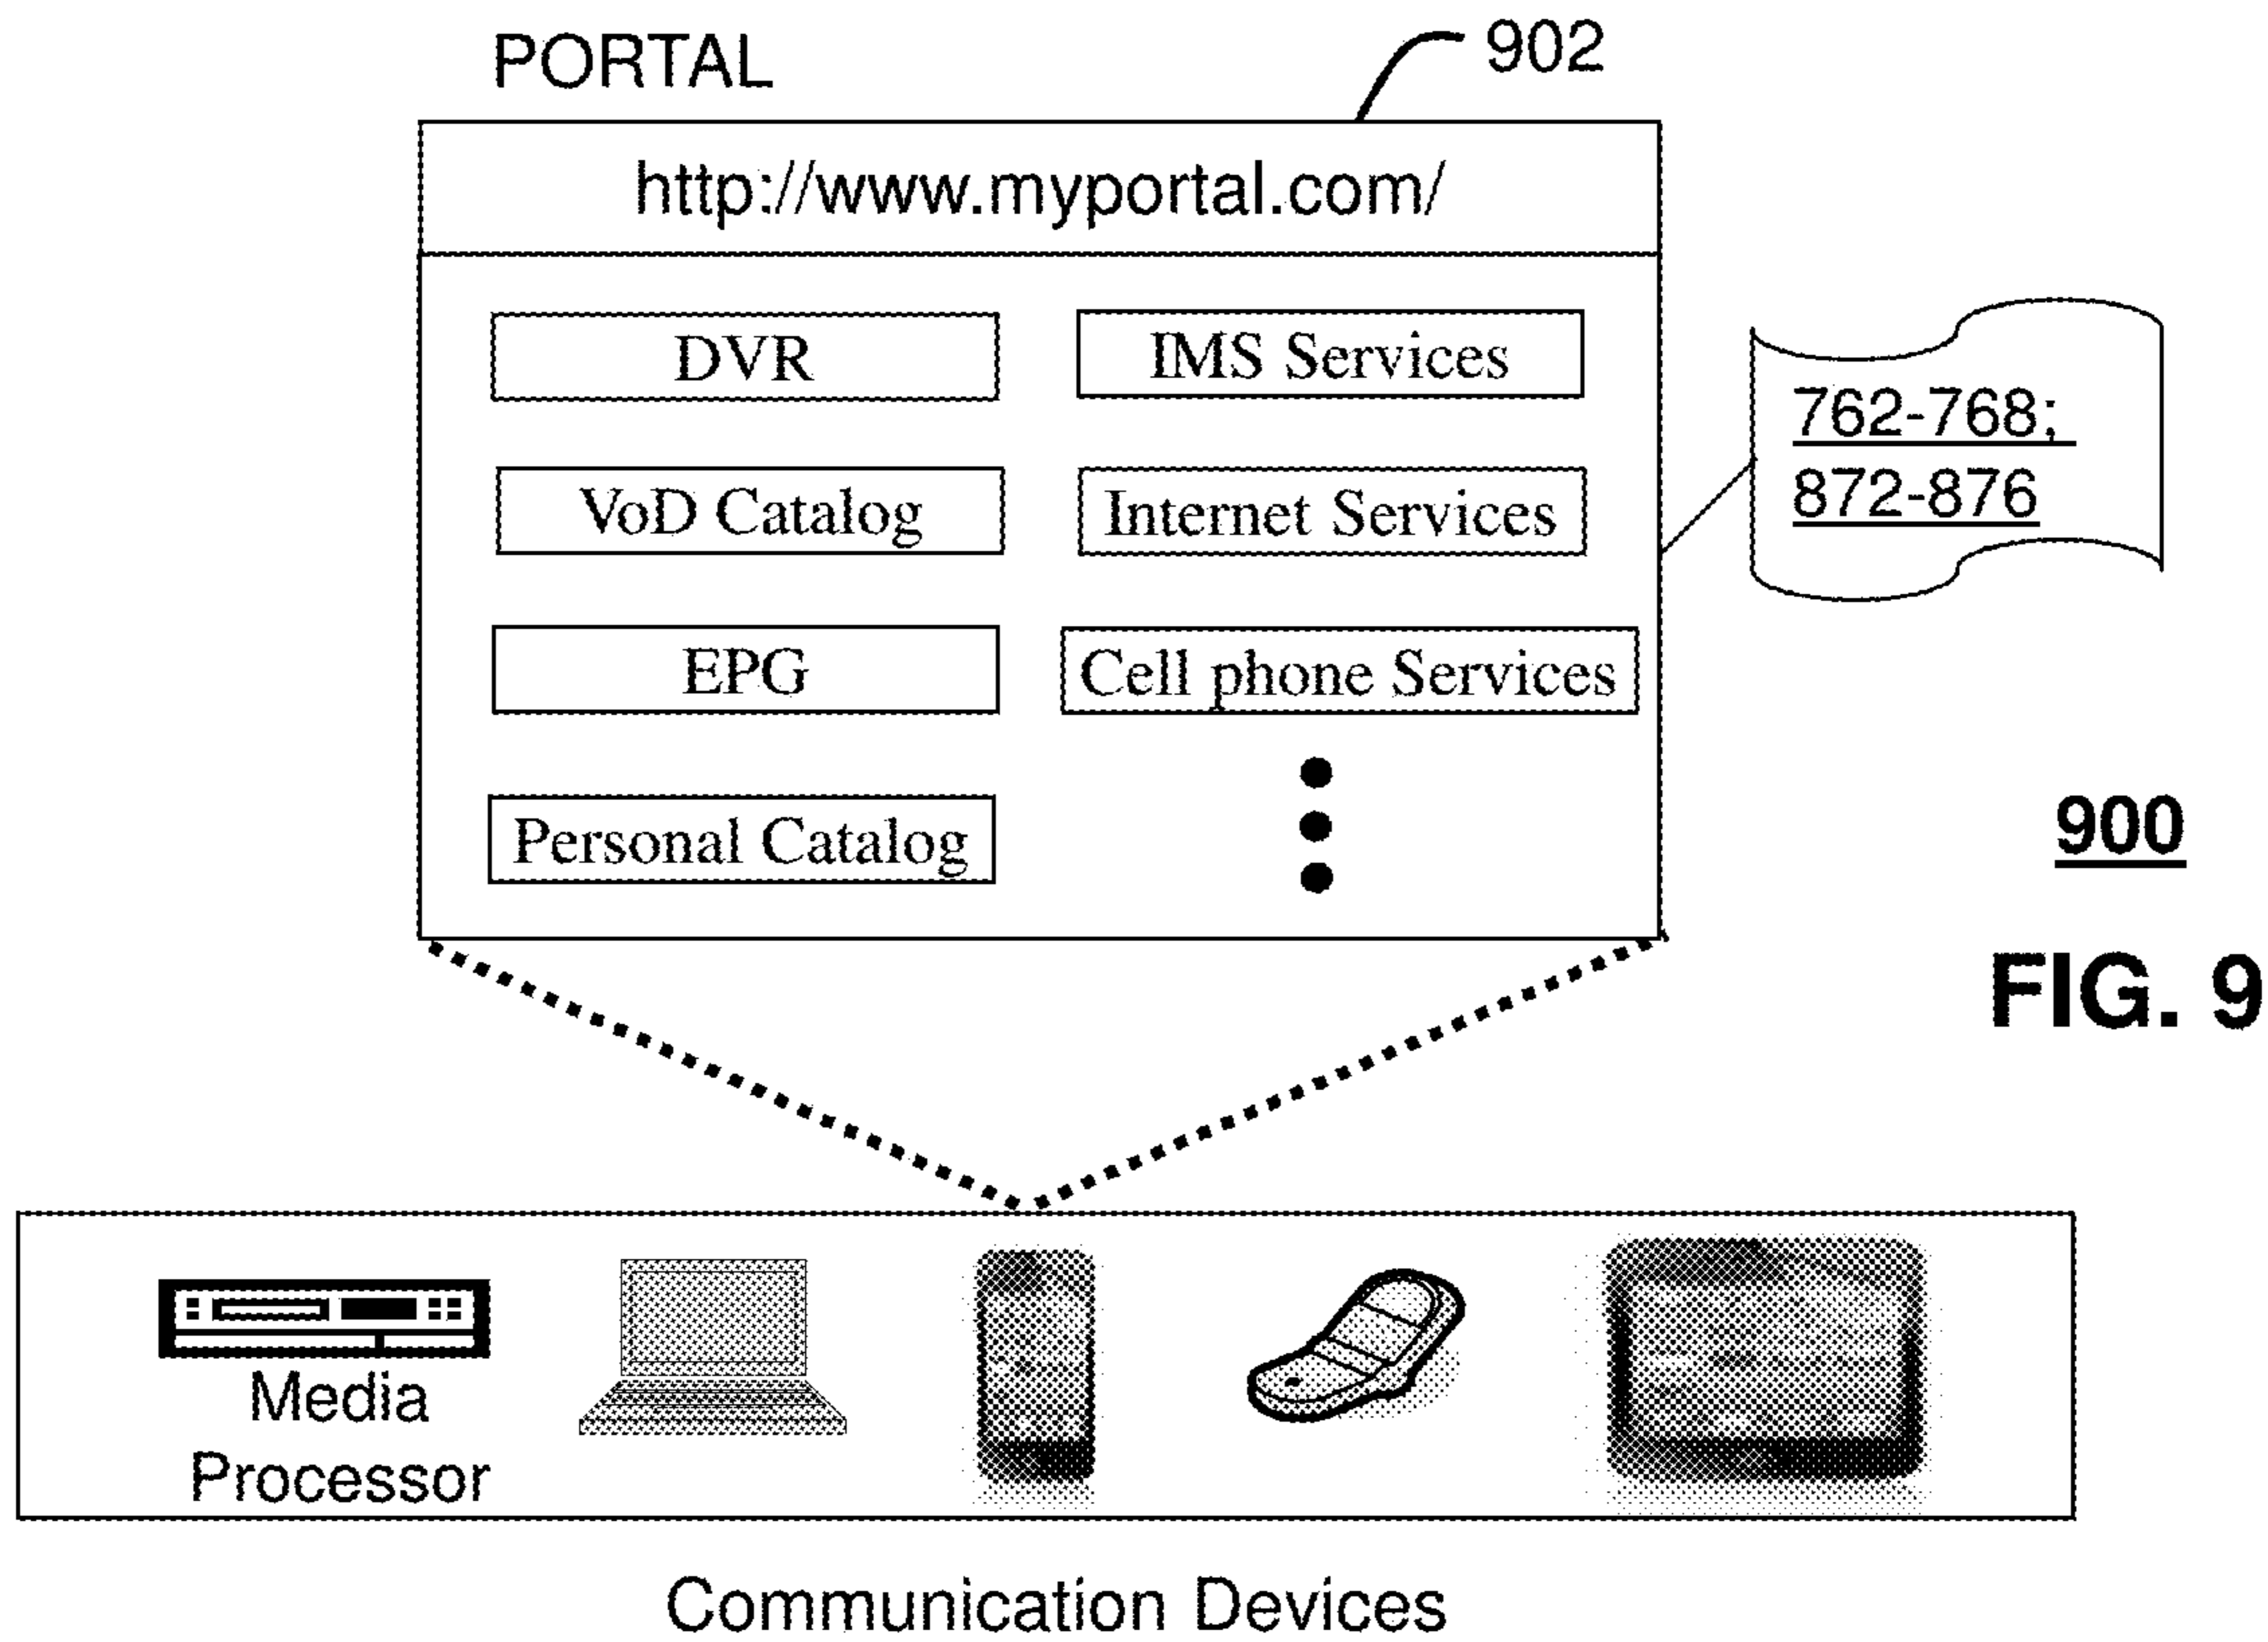 PORTAL
902
http://www.myportal.com/
DVR
IMS Services
VoD Catalog
Internet Services
EPG
Cell phone Services
Personal Catalog
762-768;
872-876
900
FIG. 9
Media
Processor
Communication Devices